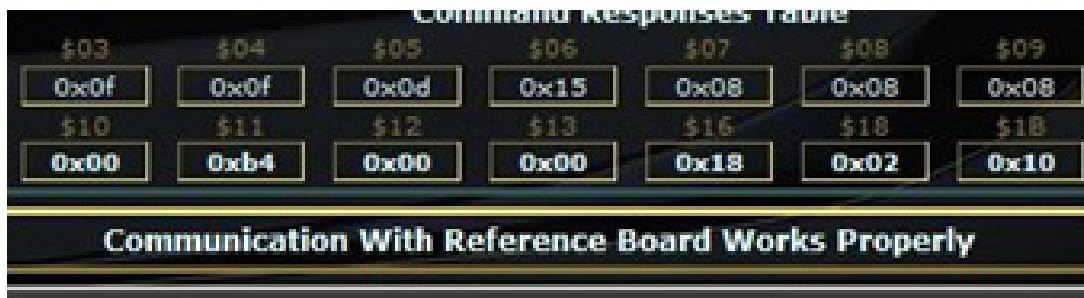 Command Responses Table
$03 $04 $05 $06 $07 $08 $09
0x0f 0x0f 0x0d 0x15 0x08 0x08 0x08
$10 $11 $12 $13 $16 $18 $1B
0x00 0xb4 0x00 0x00 0x18 0x02 0x10
Communication With Reference Board Works Properly